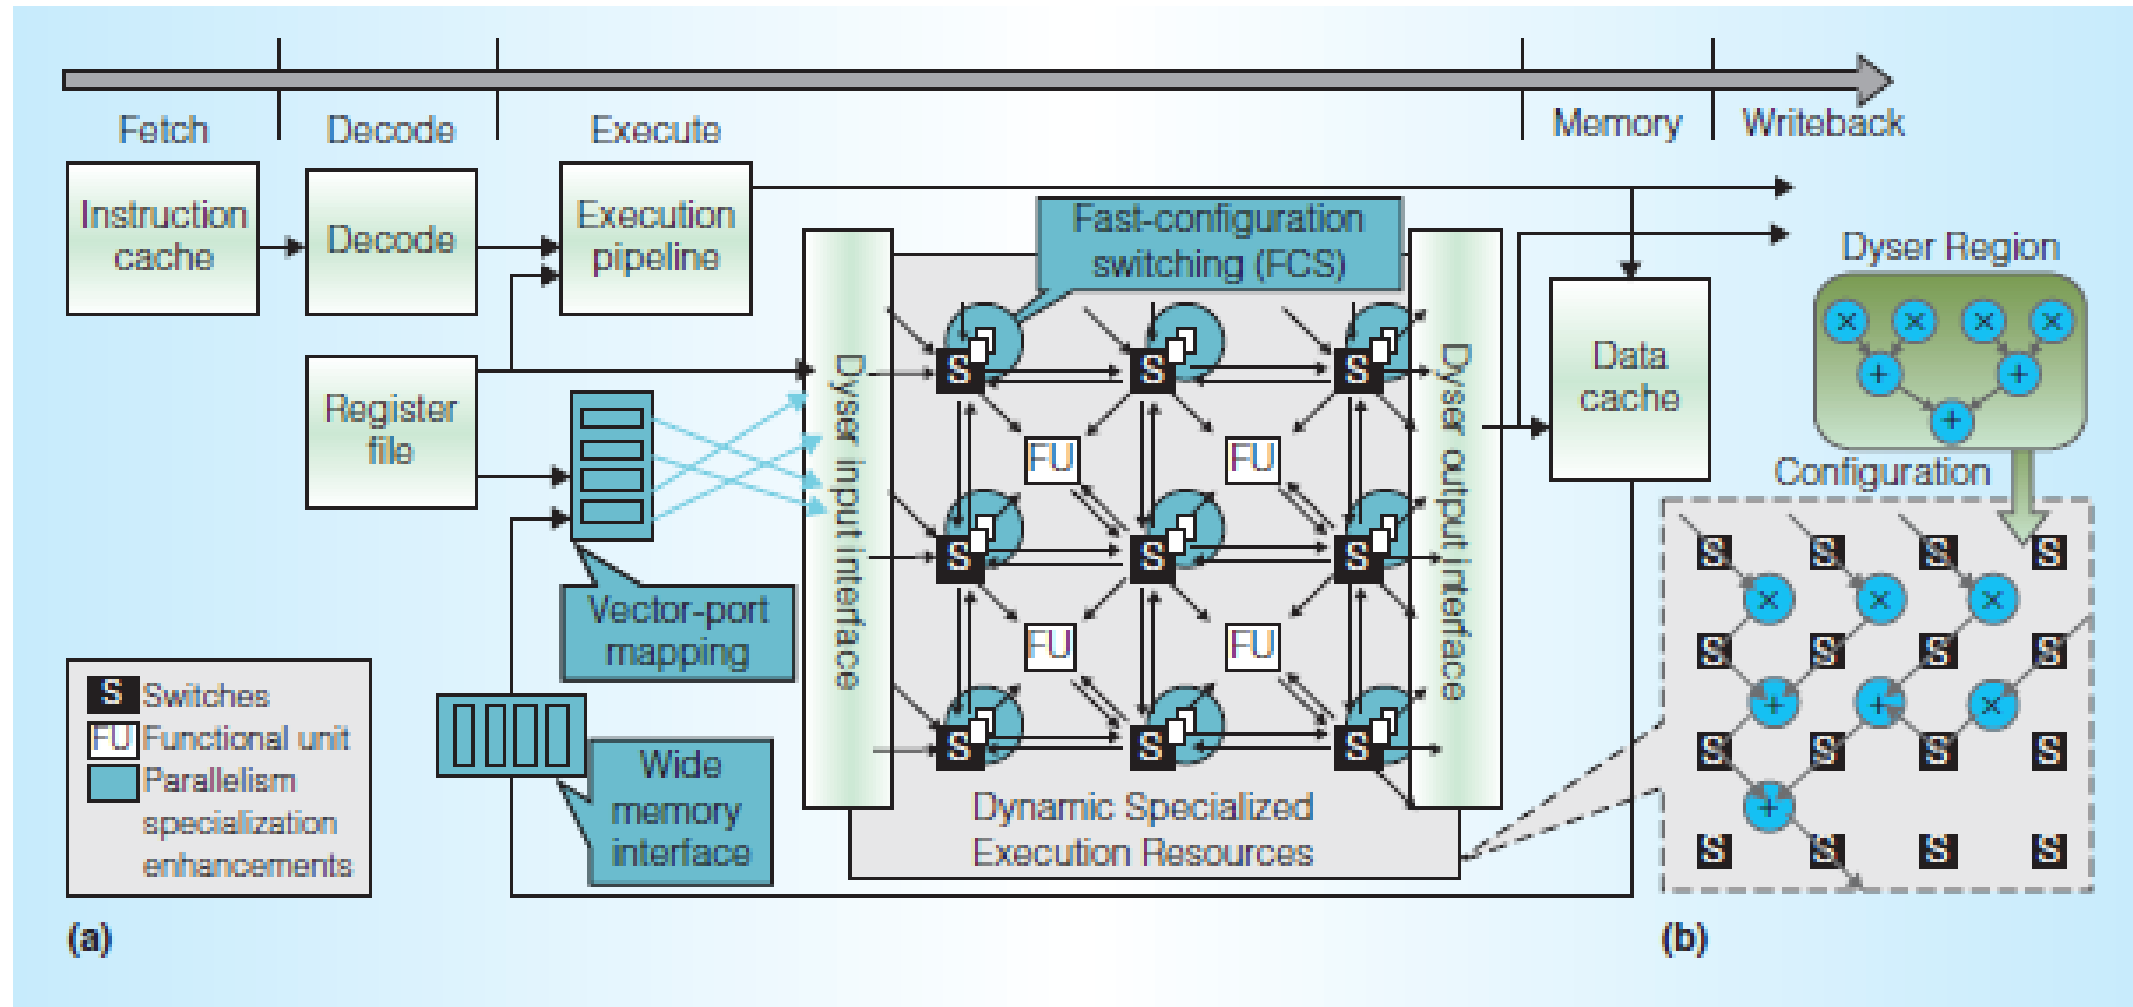 Fetch
Decode
Execute
Memory
Writeback
Instruction
cache
Decode
Execution
pipeline
Fast-configuration
switching (FCS)
Dyser Region
× × × ×
+ +
+
Register
file
Dyser input interface
Dyser output interface
Data
cache
S S S
FU FU
S S S
FU FU
S S S
Vector-port
mapping
Wide
memory
interface
Dynamic Specialized
Execution Resources
Configuration
S S S S
× × ×
S S S S
+ + ×
S S S S
+
S S S S
S Switches
FU Functional unit
Parallelism
specialization
enhancements
(a)
(b)